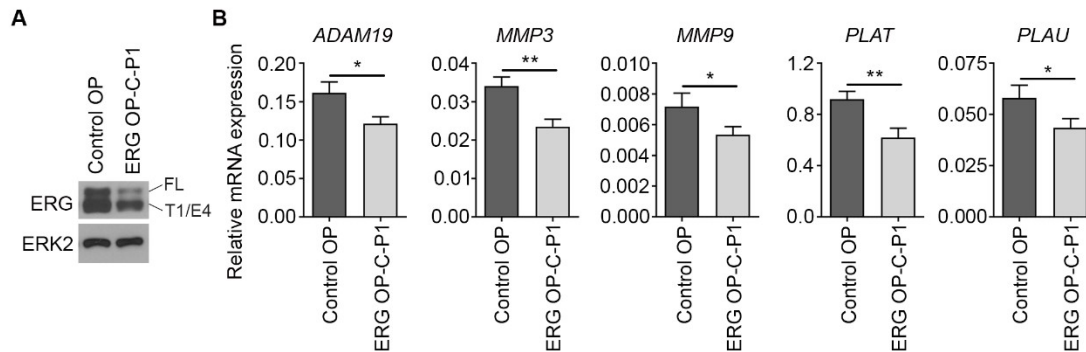 A
Control OP
ERG OP-C-P1
FL
ERG
T1/E4
ERK2
B
Relative mRNA expression
ADAM19
*
0.20
0.15
0.10
0.05
0.00
Control OP
ERG OP-C-P1
MMP3
**
0.04
0.03
0.02
0.01
0.00
Control OP
ERG OP-C-P1
MMP9
*
0.010
0.008
0.006
0.004
0.002
0.000
Control OP
ERG OP-C-P1
PLAT
**
1.2
0.9
0.6
0.3
0.0
Control OP
ERG OP-C-P1
PLAU
*
0.075
0.050
0.025
0.000
Control OP
ERG OP-C-P1